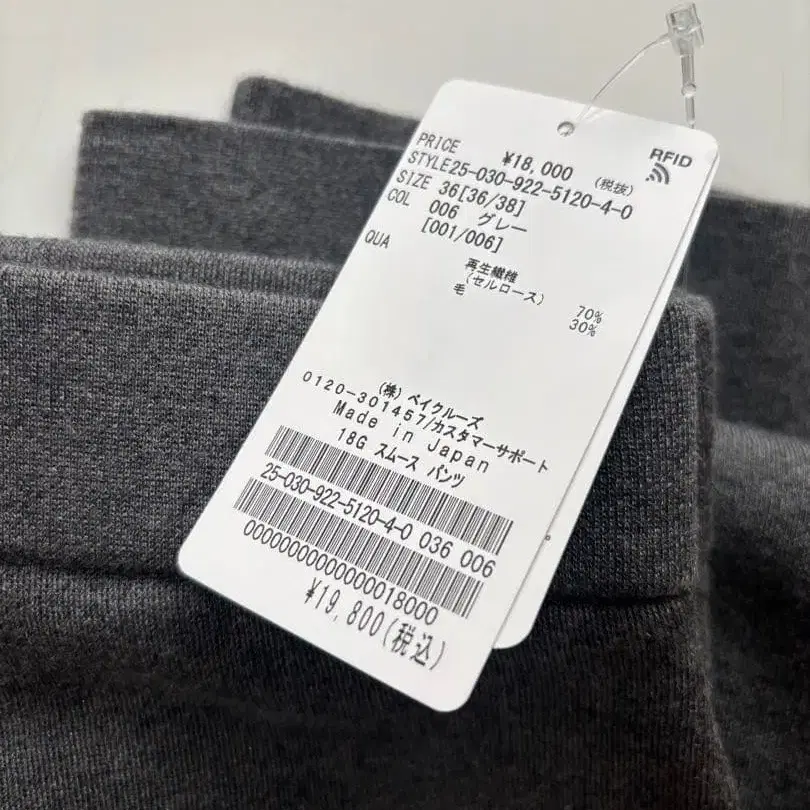 RFID
PRICE ¥18,000 (税抜)
STYLE25-030-922-5120-4-0
SIZE 36[36/38]
COL 006 グレー
[001/006]
QUA 再生繊維
(セルロース) 70%
毛 30%
(株)ベイクルーズ
0120-301457/カスタマーサポート
Made in Japan
18G スムース パンツ
25-030-922-5120-4-0 036 006
00000000000000018000
¥19,800(税込)